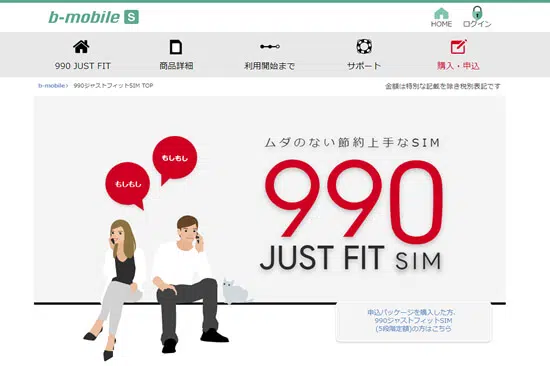 b-mobile S
HOME
ログイン
990 JUST FIT
商品詳細
利用開始まで
サポート
購入・申込
b-mobile› 990ジャストフィットSIM TOP
金額は特別な記載を除き税別表記です
ムダのない節約上手なSIM
990
JUST FIT SIM
もしもし
もしもし
申込パッケージを購入した方、
990ジャストフィットSIM
(5段階定額)の方はこちら